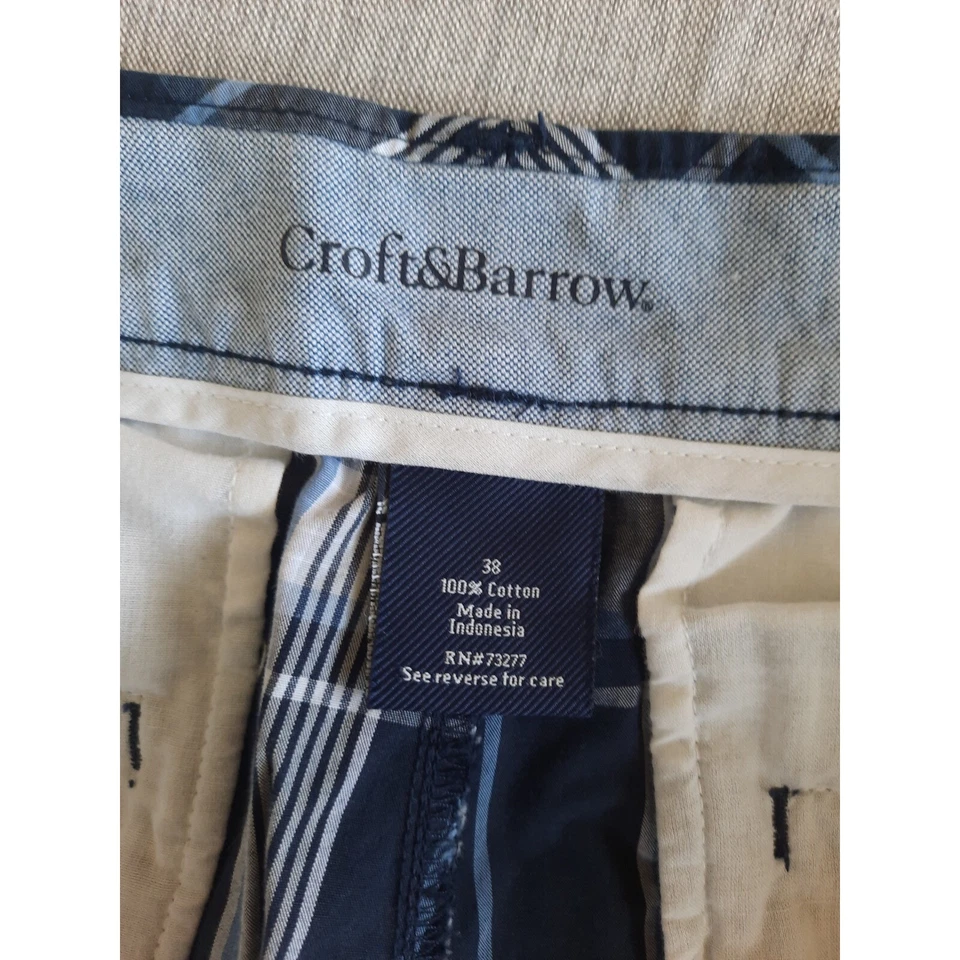 Croft&Barrow®
38
100% Cotton
Made in
Indonesia
RN#73277
See reverse for care